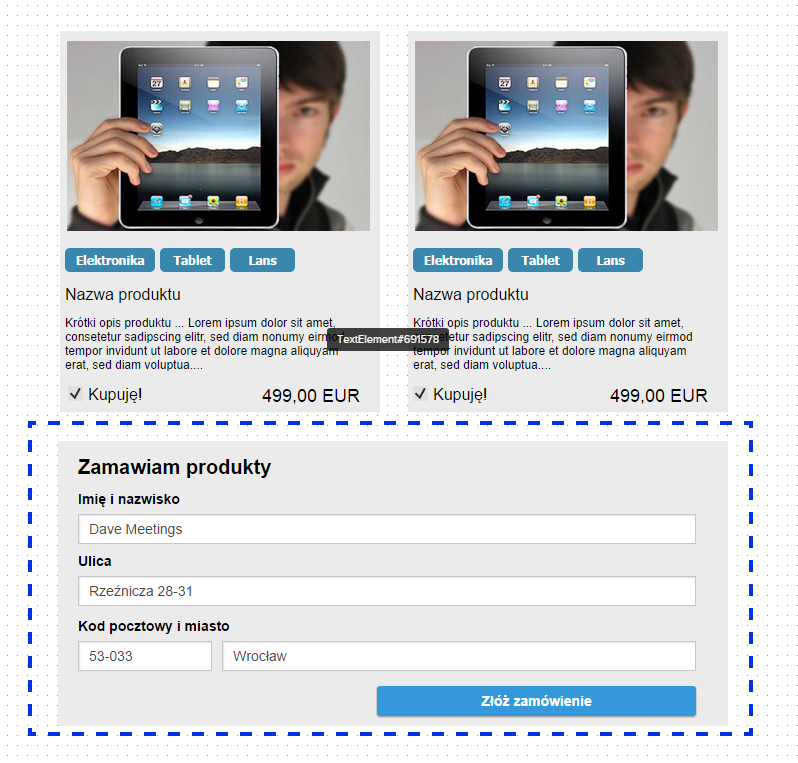 Elektronika Tablet Lans
Nazwa produktu
Krótki opis produktu ... Lorem ipsum dolor sit amet,
consetetur sadipscing elitr, sed diam nonumy eirmod
tempor invidunt ut labore et dolore magna aliquyam
erat, sed diam voluptua....
Kupuję! 499,00 EUR
Elektronika Tablet Lans
Nazwa produktu
Krótki opis produktu ... Lorem ipsum dolor sit amet,
consetetur sadipscing elitr, sed diam nonumy eirmod
tempor invidunt ut labore et dolore magna aliquyam
erat, sed diam voluptua....
Kupuję! 499,00 EUR
TextElement#691578
Zamawiam produkty
Imię i nazwisko
Dave Meetings
Ulica
Rzeźnicza 28-31
Kod pocztowy i miasto
53-033 Wrocław
Złóż zamówienie